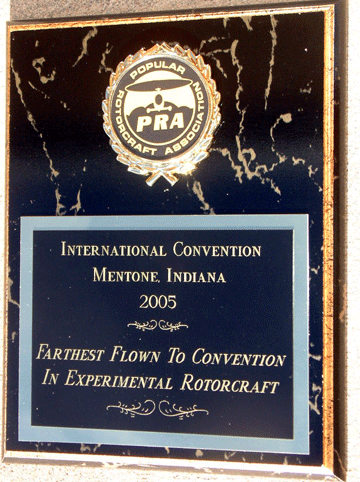 POPULAR
ROTORCRAFT ASSOCIATION
PRA
INTERNATIONAL CONVENTION
MENTONE, INDIANA
2005
FARTHEST FLOWN TO CONVENTION
IN EXPERIMENTAL ROTORCRAFT